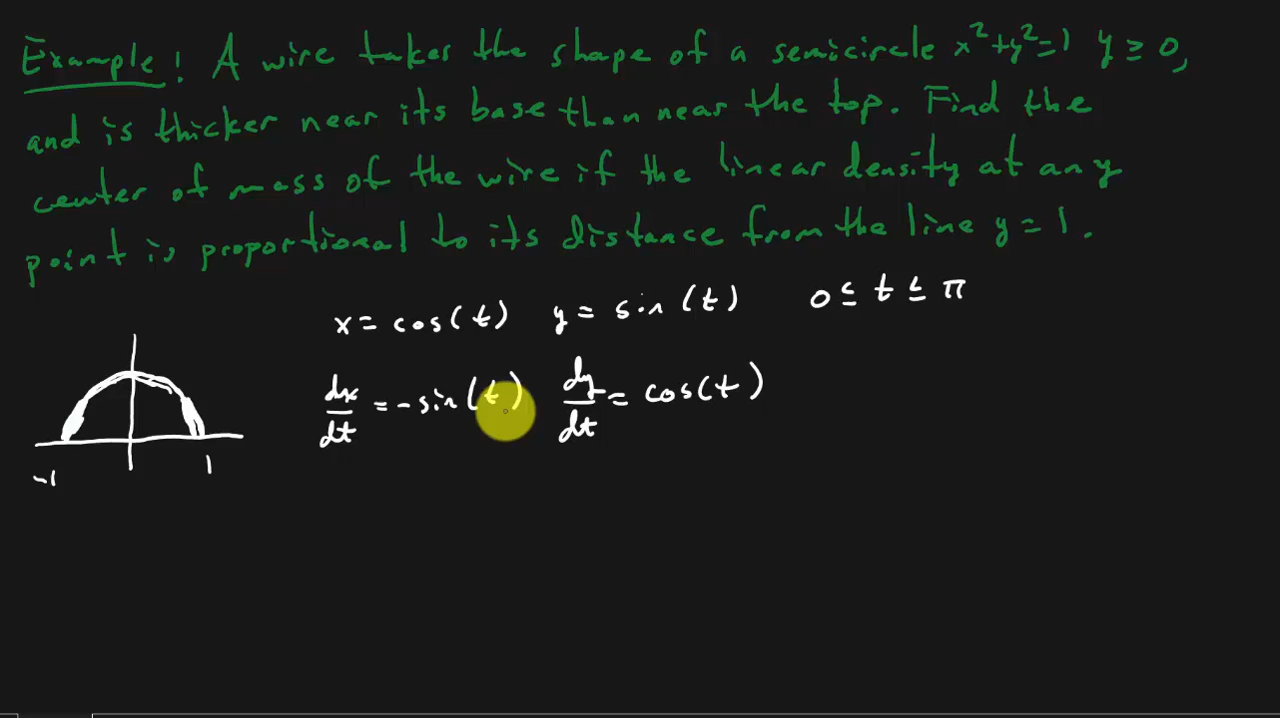 Example! A wire takes the shape of a semicircle x²+y²=1 y ≥ 0,
and is thicker near its base than near the top. Find the
center of mass of the wire if the linear density at any
point is proportional to its distance from the line y = 1.
x = cos(t) y = sin(t) 0 ≤ t ≤ π
dx/dt = -sin(t) dy/dt = cos(t)
-1 1